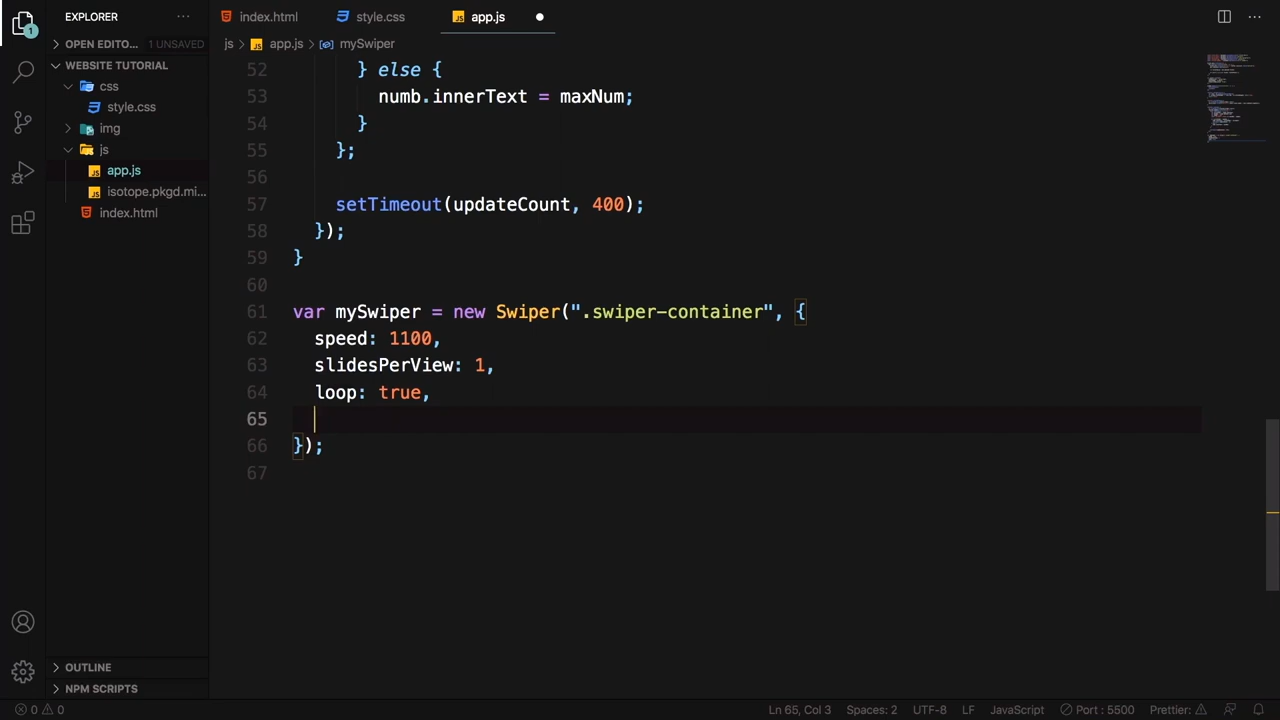 EXPLORER
index.html
style.css
app.js
js > app.js > mySwiper
OPEN EDITO... 1 UNSAVED
WEBSITE TUTORIAL
css
style.css
img
js
app.js
isotope.pkgd.mi...
index.html
52 } else {
53 numb.innerText = maxNum;
54 }
55 };
56
57 setTimeout(updateCount, 400);
58 });
59 }
60
61 var mySwiper = new Swiper(".swiper-container", {
62 speed: 1100,
63 slidesPerView: 1,
64 loop: true,
65
66 });
67
OUTLINE
NPM SCRIPTS
1
0 0
Ln 65, Col 3 Spaces: 2 UTF-8 LF JavaScript Port : 5500 Prettier: